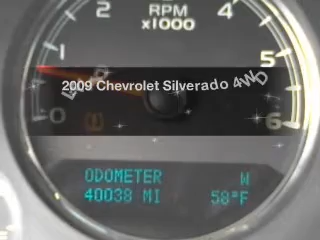 2 RPM 4
x1000
1 5
2009 Chevrolet Silverado 4WD
0 6
ODOMETER W
40038 MI 58°F